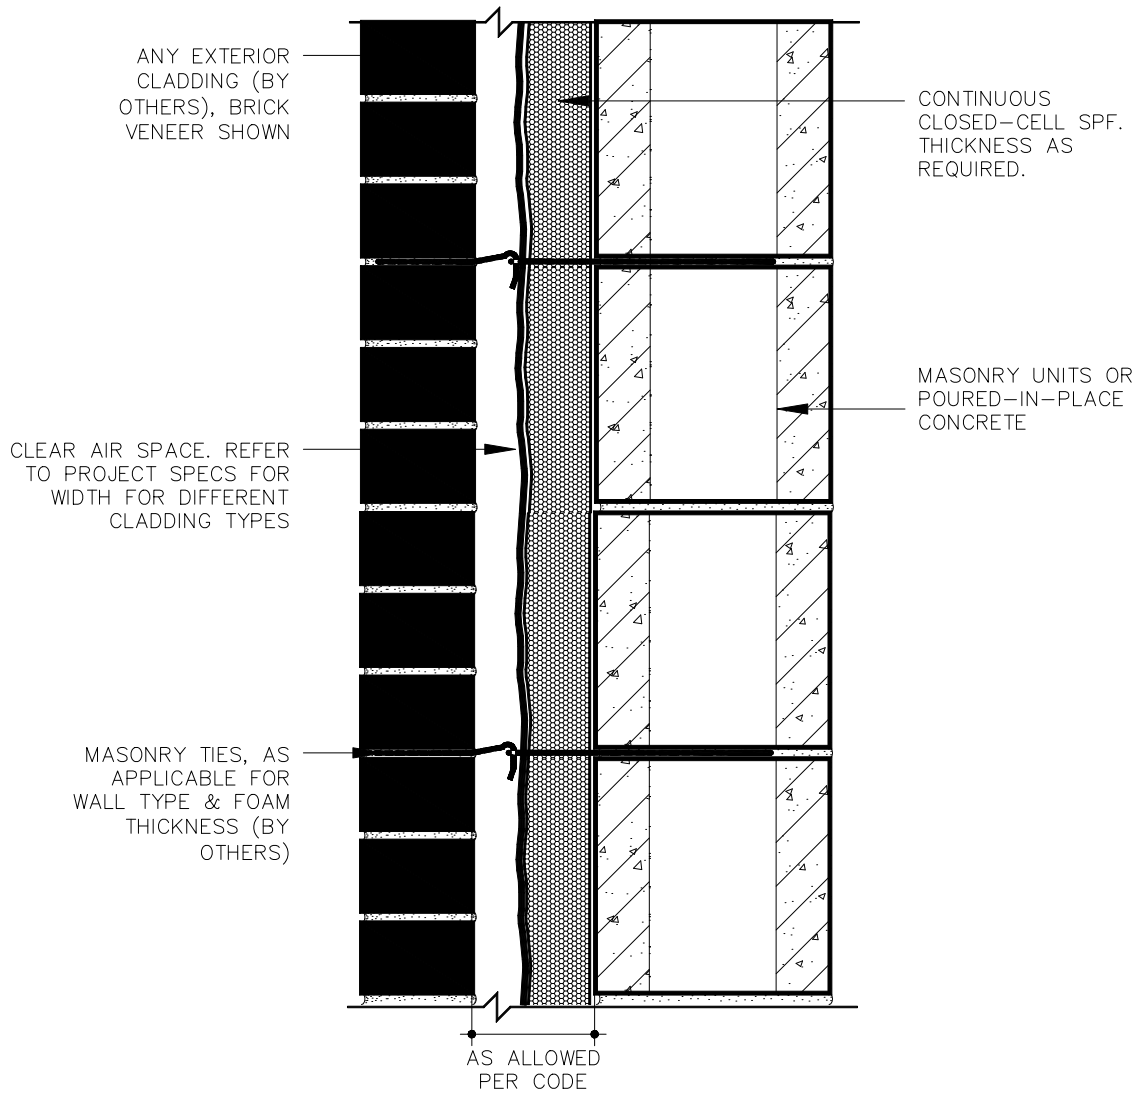 ANY EXTERIOR
CLADDING (BY
OTHERS), BRICK
VENEER SHOWN
CONTINUOUS
CLOSED-CELL SPF.
THICKNESS AS
REQUIRED.
MASONRY UNITS OR
POURED-IN-PLACE
CONCRETE
CLEAR AIR SPACE. REFER
TO PROJECT SPECS FOR
WIDTH FOR DIFFERENT
CLADDING TYPES
MASONRY TIES, AS
APPLICABLE FOR
WALL TYPE & FOAM
THICKNESS (BY
OTHERS)
AS ALLOWED
PER CODE